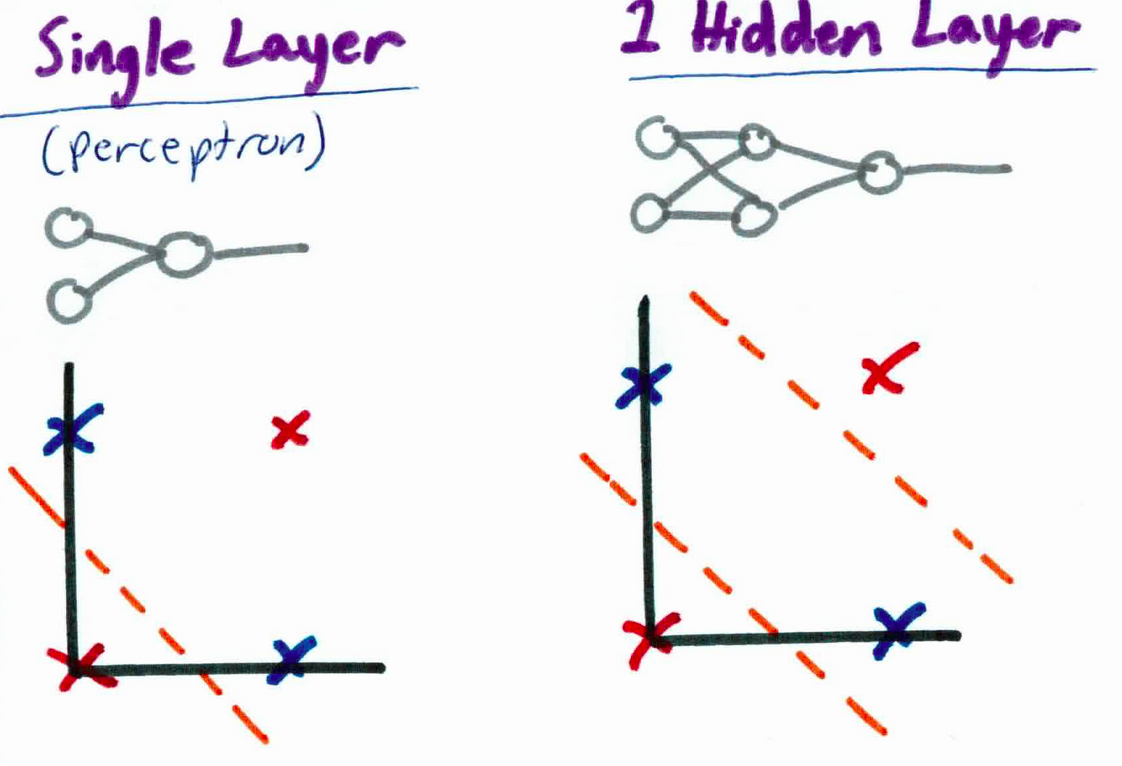 Single Layer
(perceptron)
1 Hidden Layer